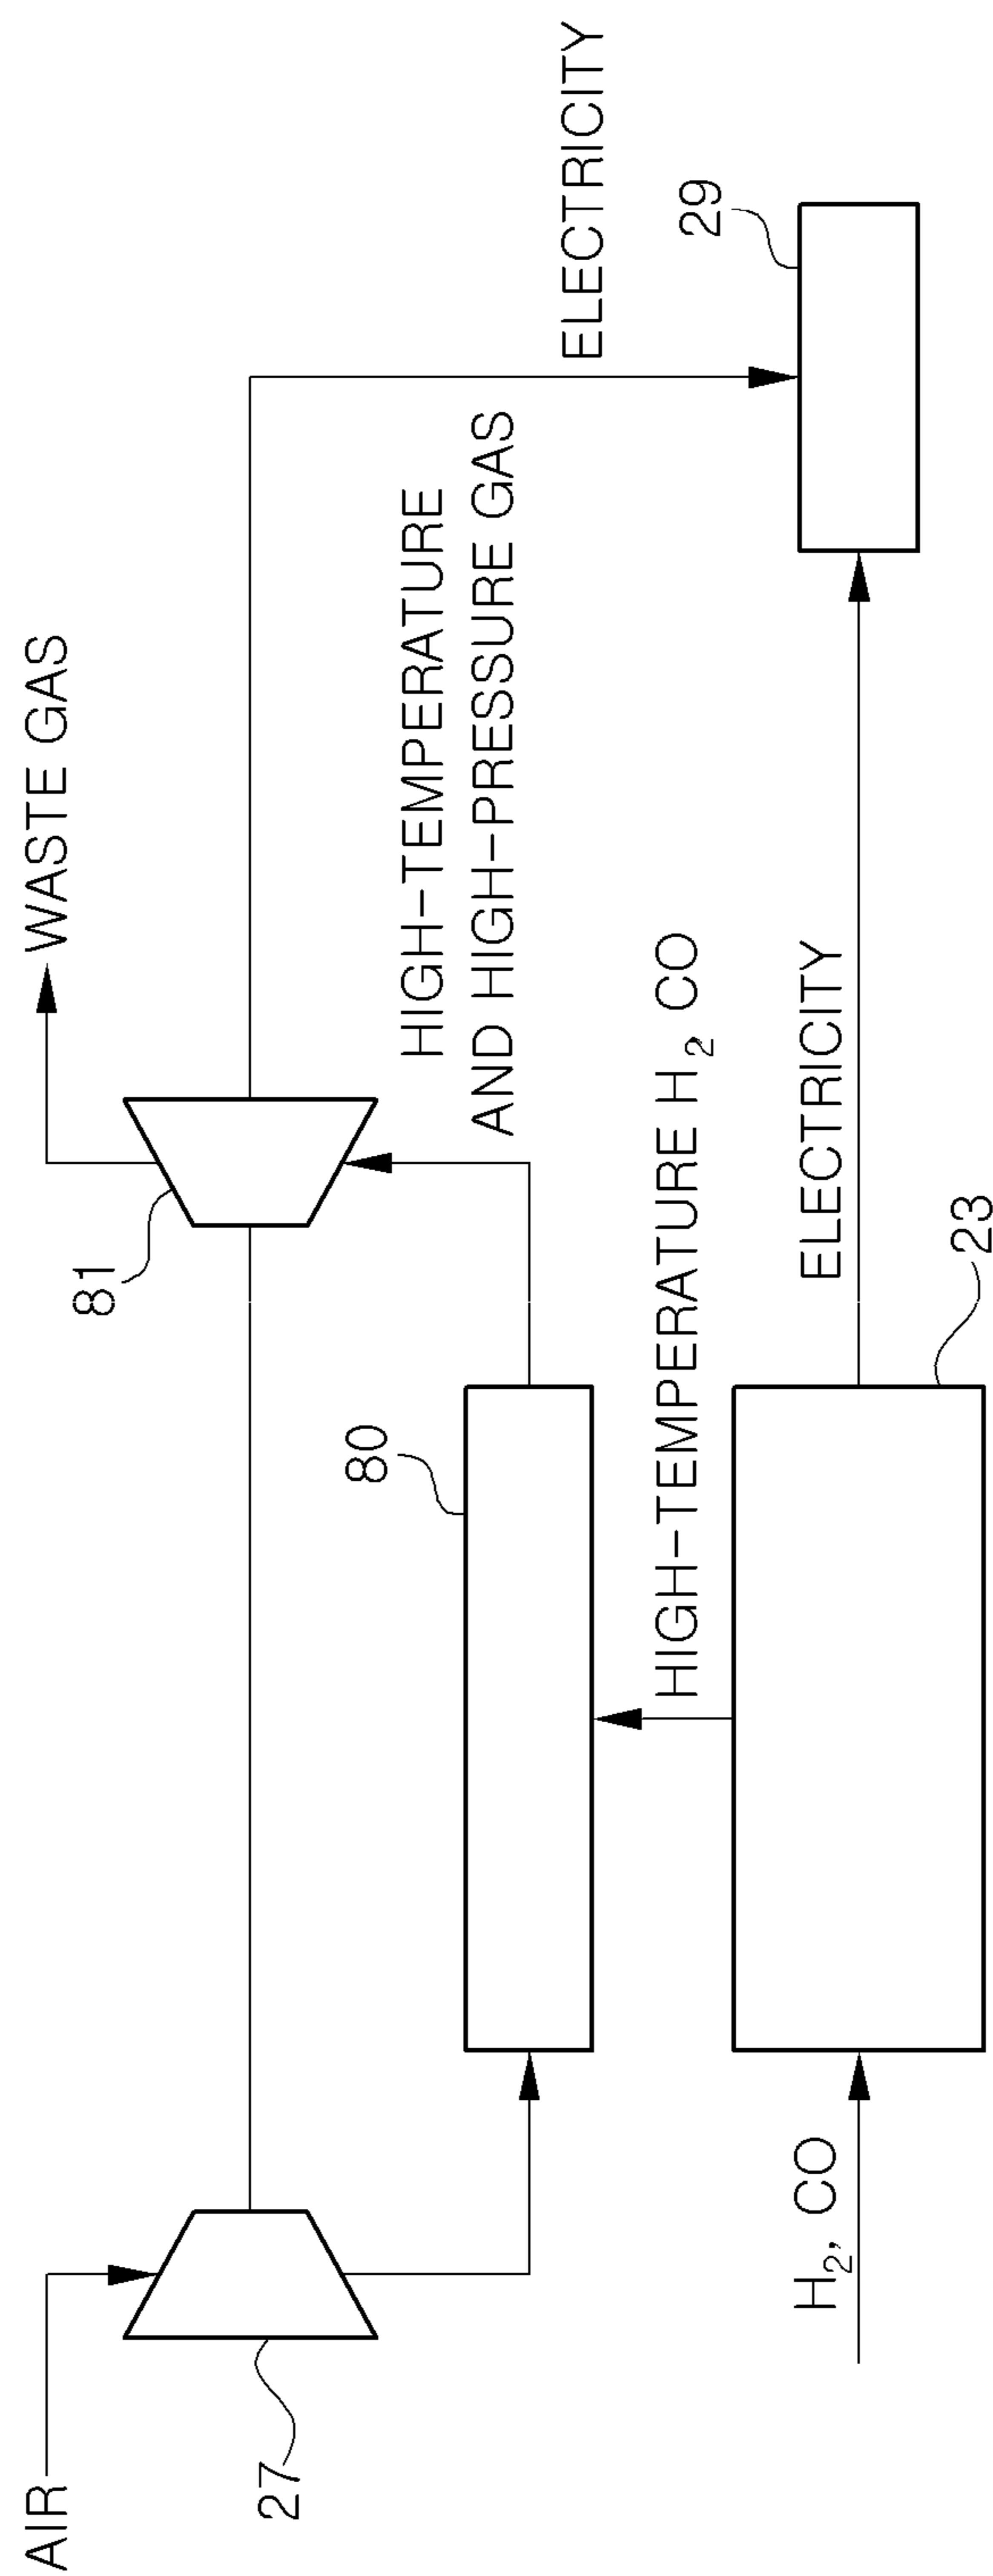 AIR
27
81
WASTE GAS
80
HIGH-TEMPERATURE
AND HIGH-PRESSURE GAS
ELECTRICITY
HIGH-TEMPERATURE H₂, CO
29
H₂, CO
ELECTRICITY
23